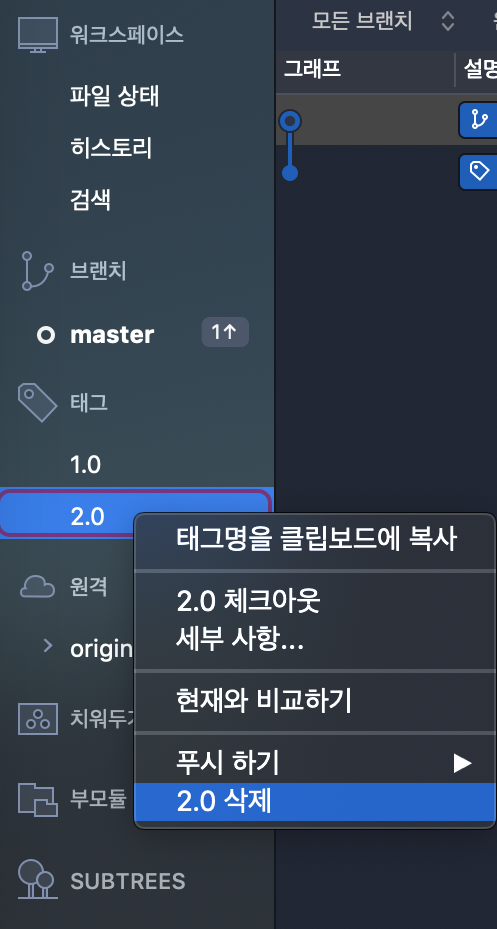 워크스페이스
파일 상태
히스토리
검색
브랜치
master 1↑
태그
1.0
2.0
원격
origin
치워두기
부모듈
SUBTREES
모든 브랜치
그래프
설명
태그명을 클립보드에 복사
2.0 체크아웃
세부 사항...
현재와 비교하기
푸시 하기
2.0 삭제